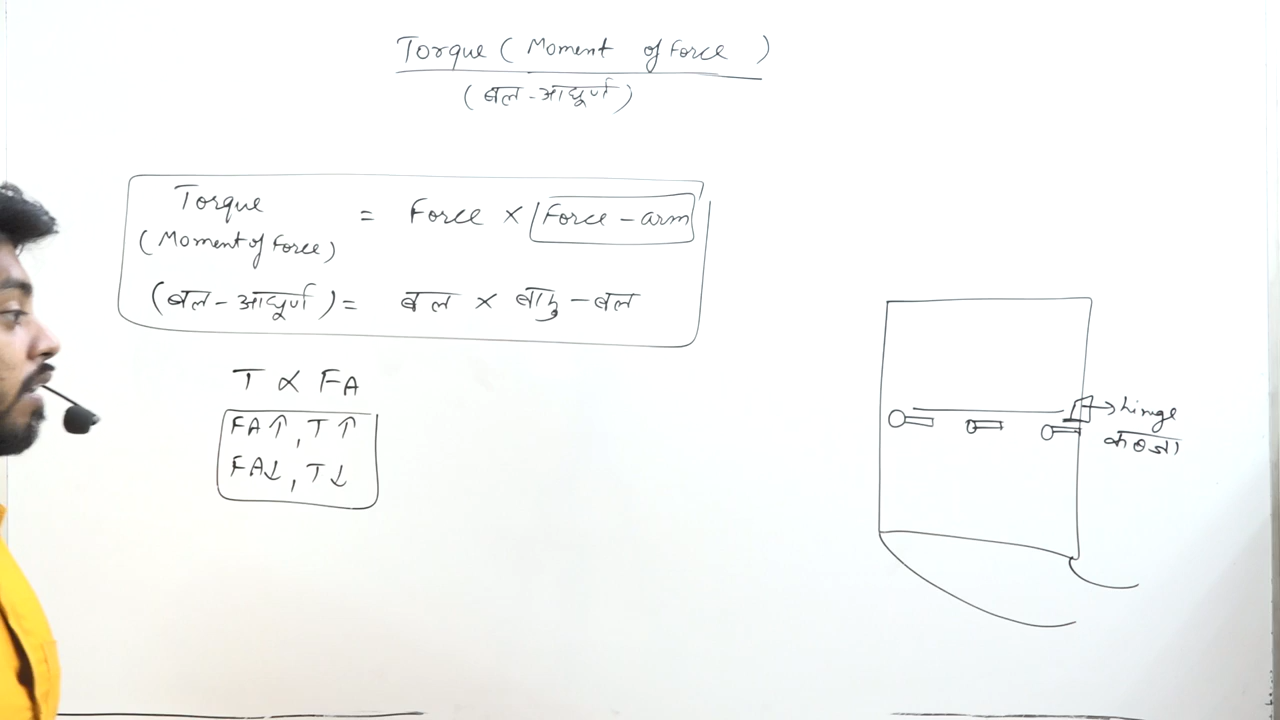 Torque ( Moment of Force )
( बल - आघूर्ण )
Torque = Force × Force - arm
( Moment of Force )
( बल - आघूर्ण ) = बल × बाहु - बल
T ∝ FA
FA↑ , T↑
FA↓ , T↓
hinge
कब्जा